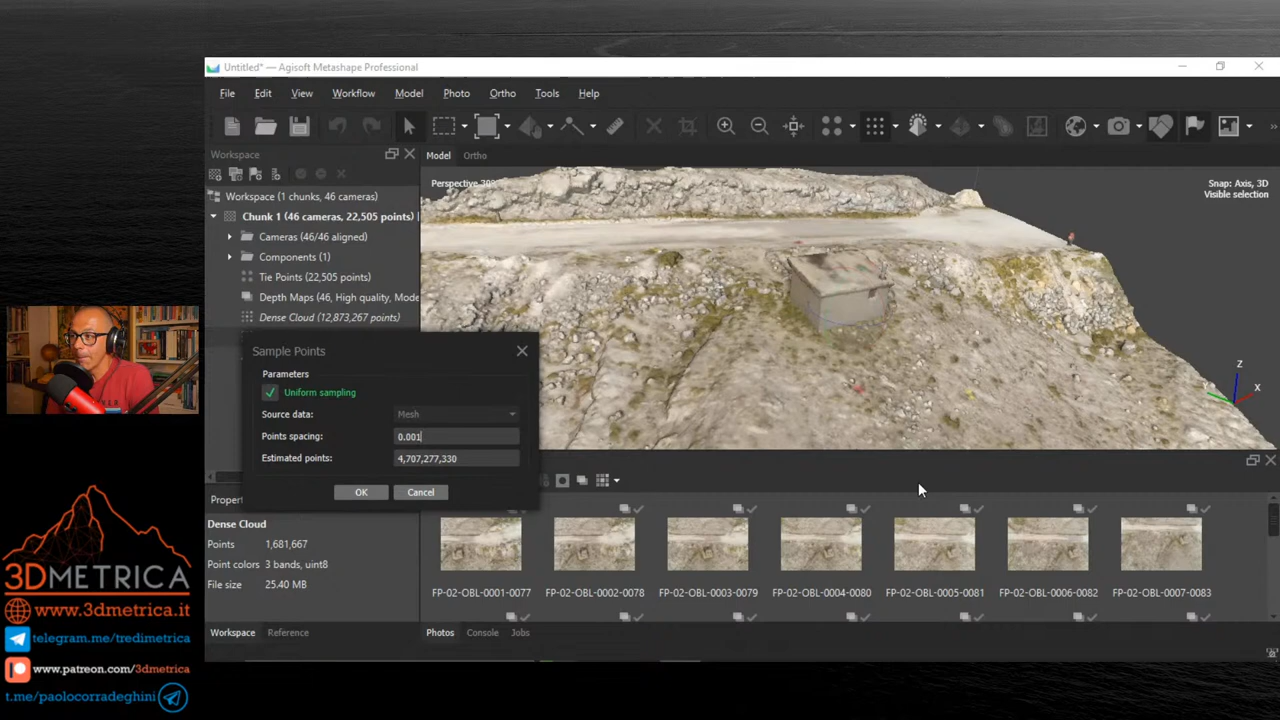 Untitled* — Agisoft Metashape Professional
File Edit View Workflow Model Photo Ortho Tools Help
Workspace
Model Ortho
Perspective 30°
Snap: Axis, 3D
Visible selection
Workspace (1 chunks, 46 cameras)
Chunk 1 (46 cameras, 22,505 points)
Cameras (46/46 aligned)
Components (1)
Tie Points (22,505 points)
Depth Maps (46, High quality, Mode
Dense Cloud (12,873,267 points)
Sample Points
Parameters
Uniform sampling
Source data: Mesh
Points spacing: 0.001
Estimated points: 4,707,277,330
OK Cancel
Z
Y
X
Propert
Dense Cloud
Points 1,681,667
Point colors 3 bands, uint8
File size 25.40 MB
FP-02-OBL-0001-0077 FP-02-OBL-0002-0078 FP-02-OBL-0003-0079 FP-02-OBL-0004-0080 FP-02-OBL-0005-0081 FP-02-OBL-0006-0082 FP-02-OBL-0007-0083
Workspace Reference
Photos Console Jobs
3DMETRICA
www.3dmetrica.it
telegram.me/tredimetrica
www.patreon.com/3dmetrica
t.me/paolocorradeghini